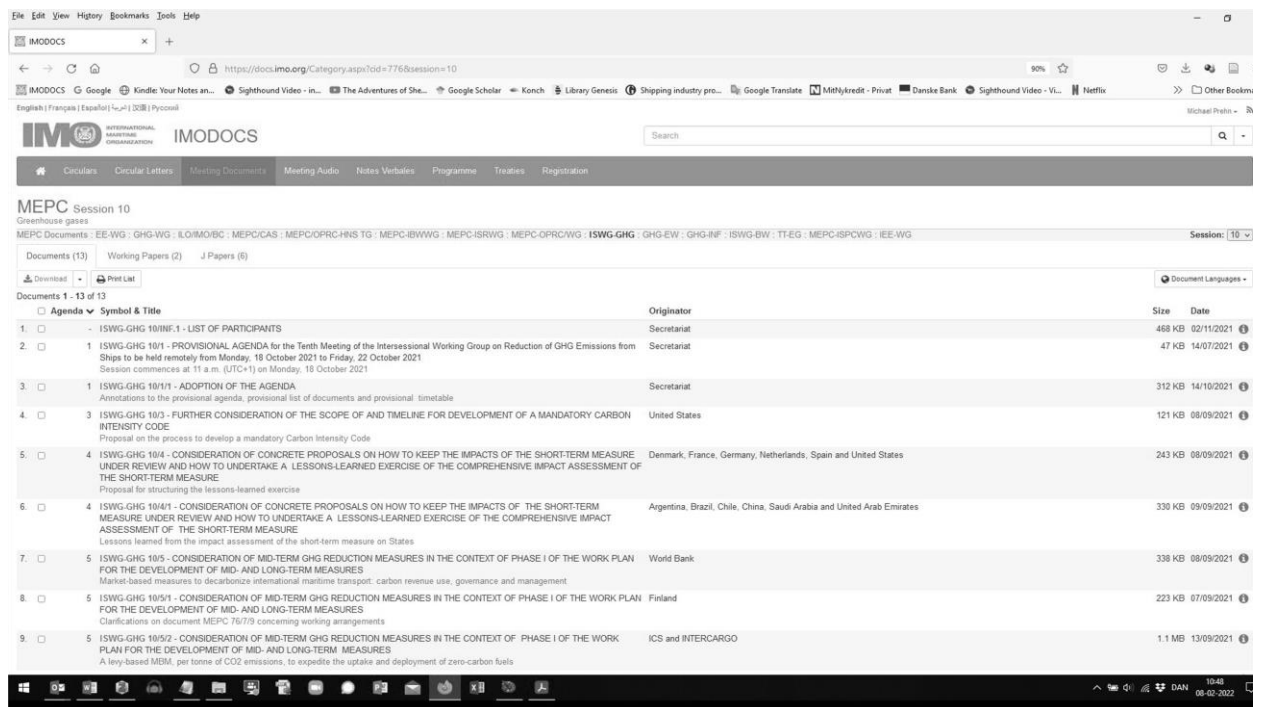 File Edit View History Bookmarks Tools Help
IMODOCS × +
https://docs.imo.org/Category.aspx?cid=776&session=10 90%
IMODOCS Google Kindle: Your Notes an... Sighthound Video - in... The Adventures of She... Google Scholar Konch Library Genesis Shipping industry pro... Google Translate MitNykredit - Privat Danske Bank Sighthound Video - Vi... Netflix Other Bookma
English | Français | Español | العربية | 汉语 | Русский
Michael Prehn
IMO INTERNATIONAL MARITIME ORGANIZATION IMODOCS Search
Circulars Circular Letters Meeting Documents Meeting Audio Notes Verbales Programme Treaties Registration
MEPC Session 10
Greenhouse gases
MEPC Documents : EE-WG : GHG-WG : ILO/IMO/BC : MEPC/CAS : MEPC/OPRC-HNS TG : MEPC-IBWWG : MEPC-ISRWG : MEPC-OPRC/WG : ISWG-GHG : GHG-EW : GHG-INF : ISWG-BW : TT-EG : MEPC-ISPCWG : IEE-WG Session: 10
Documents (13) Working Papers (2) J Papers (6)
Download Print List Document Languages
Documents 1 - 13 of 13
Agenda Symbol & Title Originator Size Date
1. - ISWG-GHG 10/INF.1 - LIST OF PARTICIPANTS Secretariat 468 KB 02/11/2021
2. 1 ISWG-GHG 10/1 - PROVISIONAL AGENDA for the Tenth Meeting of the Intersessional Working Group on Reduction of GHG Emissions from Secretariat 47 KB 14/07/2021
Ships to be held remotely from Monday, 18 October 2021 to Friday, 22 October 2021
Session commences at 11 a.m. (UTC+1) on Monday, 18 October 2021
3. 1 ISWG-GHG 10/1/1 - ADOPTION OF THE AGENDA Secretariat 312 KB 14/10/2021
Annotations to the provisional agenda, provisional list of documents and provisional timetable
4. 3 ISWG-GHG 10/3 - FURTHER CONSIDERATION OF THE SCOPE OF AND TIMELINE FOR DEVELOPMENT OF A MANDATORY CARBON United States 121 KB 08/09/2021
INTENSITY CODE
Proposal on the process to develop a mandatory Carbon Intensity Code
5. 4 ISWG-GHG 10/4 - CONSIDERATION OF CONCRETE PROPOSALS ON HOW TO KEEP THE IMPACTS OF THE SHORT-TERM MEASURE Denmark, France, Germany, Netherlands, Spain and United States 243 KB 08/09/2021
UNDER REVIEW AND HOW TO UNDERTAKE A LESSONS-LEARNED EXERCISE OF THE COMPREHENSIVE IMPACT ASSESSMENT OF
THE SHORT-TERM MEASURE
Proposal for structuring the lessons-learned exercise
6. 4 ISWG-GHG 10/4/1 - CONSIDERATION OF CONCRETE PROPOSALS ON HOW TO KEEP THE IMPACTS OF THE SHORT-TERM Argentina, Brazil, Chile, China, Saudi Arabia and United Arab Emirates 330 KB 09/09/2021
MEASURE UNDER REVIEW AND HOW TO UNDERTAKE A LESSONS-LEARNED EXERCISE OF THE COMPREHENSIVE IMPACT
ASSESSMENT OF THE SHORT-TERM MEASURE
Lessons learned from the impact assessment of the short-term measure on States
7. 5 ISWG-GHG 10/5 - CONSIDERATION OF MID-TERM GHG REDUCTION MEASURES IN THE CONTEXT OF PHASE I OF THE WORK PLAN World Bank 338 KB 08/09/2021
FOR THE DEVELOPMENT OF MID- AND LONG-TERM MEASURES
Market-based measures to decarbonize international maritime transport: carbon revenue use, governance and management
8. 5 ISWG-GHG 10/5/1 - CONSIDERATION OF MID-TERM GHG REDUCTION MEASURES IN THE CONTEXT OF PHASE I OF THE WORK PLAN Finland 223 KB 07/09/2021
FOR THE DEVELOPMENT OF MID- AND LONG-TERM MEASURES
Clarifications on document MEPC 76/7/9 concerning working arrangements
9. 5 ISWG-GHG 10/5/2 - CONSIDERATION OF MID-TERM GHG REDUCTION MEASURES IN THE CONTEXT OF PHASE I OF THE WORK ICS and INTERCARGO 1.1 MB 13/09/2021
PLAN FOR THE DEVELOPMENT OF MID- AND LONG-TERM MEASURES
A levy-based MBM, per tonne of CO2 emissions, to expedite the uptake and deployment of zero-carbon fuels
DAN 10:48
08-02-2022